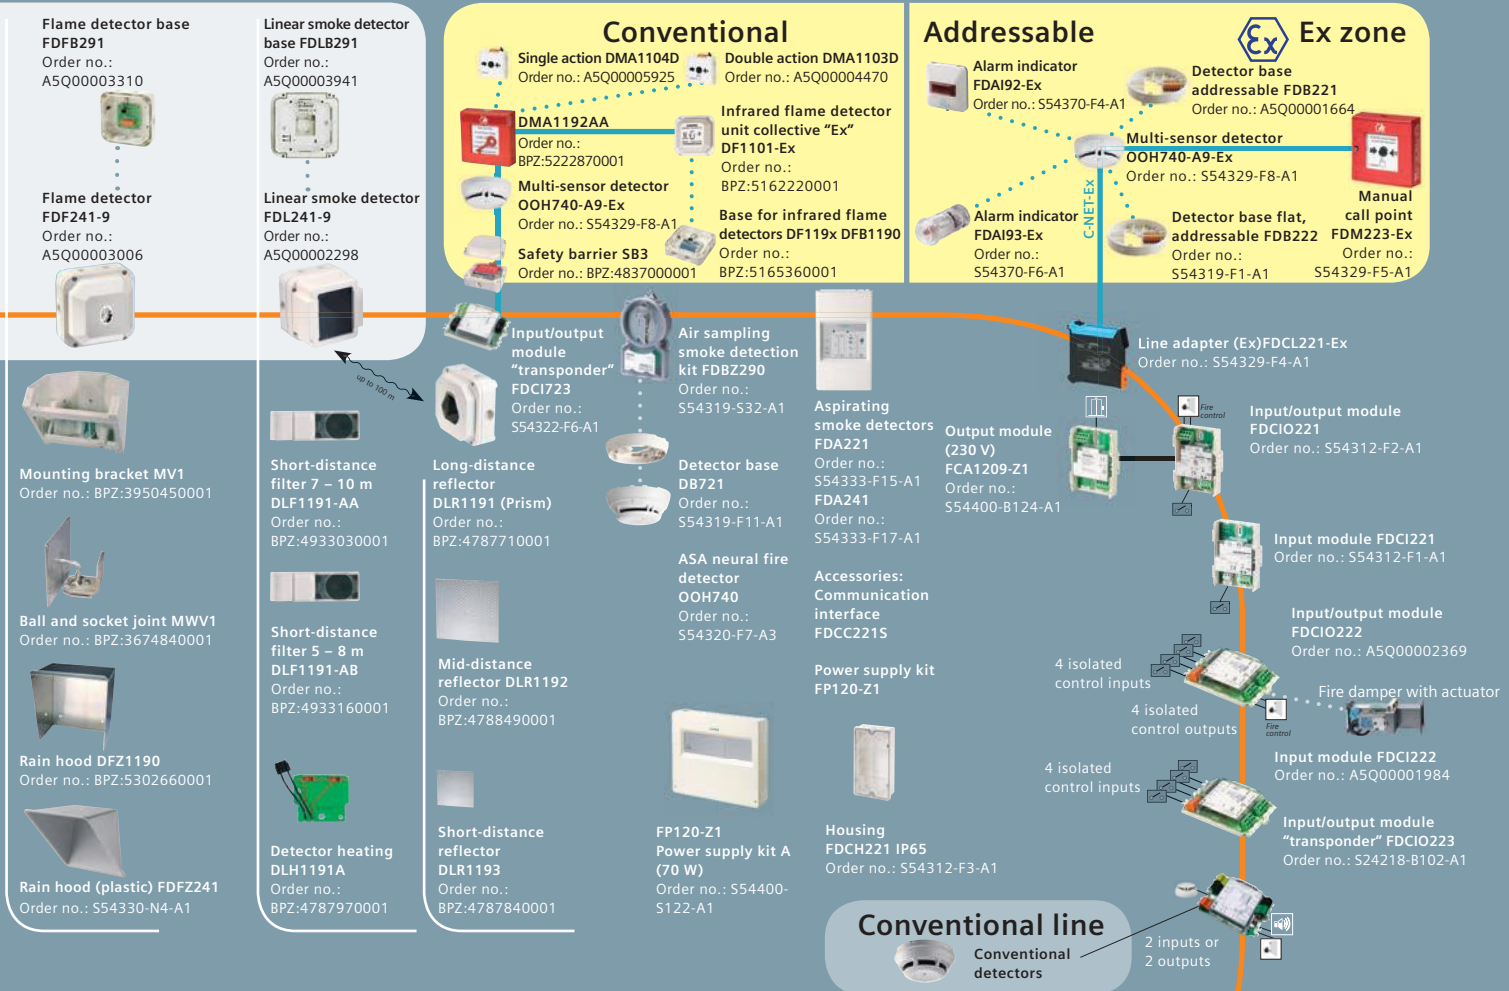 Flame detector base
FDFB291
Order no.:
A5Q00003310
Flame detector
FDF241-9
Order no.:
A5Q00003006
Mounting bracket MV1
Order no.: BPZ:3950450001
Ball and socket joint MWV1
Order no.: BPZ:3674840001
Rain hood DFZ1190
Order no.: BPZ:5302660001
Rain hood (plastic) FDFZ241
Order no.: S54330-N4-A1
Linear smoke detector
base FDLB291
Order no.:
A5Q00003941
Linear smoke detector
FDL241-9
Order no.:
A5Q00002298
up to 100 m
Short-distance
filter 7 – 10 m
DLF1191-AA
Order no.:
BPZ:4933030001
Short-distance
filter 5 – 8 m
DLF1191-AB
Order no.:
BPZ:4933160001
Detector heating
DLH1191A
Order no.:
BPZ:4787970001
Long-distance
reflector
DLR1191 (Prism)
Order no.:
BPZ:4787710001
Mid-distance
reflector DLR1192
Order no.:
BPZ:4788490001
Short-distance
reflector
DLR1193
Order no.:
BPZ:4787840001
Conventional
Single action DMA1104D
Order no.: A5Q00005925
Double action DMA1103D
Order no.: A5Q00004470
DMA1192AA
Order no.:
BPZ:5222870001
Infrared flame detector
unit collective “Ex”
DF1101-Ex
Order no.:
BPZ:5162220001
Multi-sensor detector
OOH740-A9-Ex
Order no.: S54329-F8-A1
Base for infrared flame
detectors DF119x DFB1190
Order no.:
BPZ:5165360001
Safety barrier SB3
Order no.: BPZ:4837000001
Addressable
Ex
Ex zone
Alarm indicator
FDAI92-Ex
Order no.: S54370-F4-A1
Detector base
addressable FDB221
Order no.: A5Q00001664
Multi-sensor detector
OOH740-A9-Ex
Order no.: S54329-F8-A1
C-NET-Ex
Alarm indicator
FDAI93-Ex
Order no.:
S54370-F6-A1
Detector base flat,
addressable FDB222
Order no.:
S54319-F1-A1
Manual
call point
FDM223-Ex
Order no.:
S54329-F5-A1
Input/output
module
“transponder”
FDCI723
Order no.:
S54322-F6-A1
Air sampling
smoke detection
kit FDBZ290
Order no.:
S54319-S32-A1
Detector base
DB721
Order no.:
S54319-F11-A1
ASA neural fire
detector
OOH740
Order no.:
S54320-F7-A3
FP120-Z1
Power supply kit A
(70 W)
Order no.: S54400-
S122-A1
Aspirating
smoke detectors
FDA221
Order no.:
S54333-F15-A1
FDA241
Order no.:
S54333-F17-A1
Accessories:
Communication
interface
FDCC221S
Power supply kit
FP120-Z1
Housing
FDCH221 IP65
Order no.: S54312-F3-A1
Line adapter (Ex)FDCL221-Ex
Order no.: S54329-F4-A1
Output module
(230 V)
FCA1209-Z1
Order no.:
S54400-B124-A1
Fire
control
Input/output module
FDCIO221
Order no.: S54312-F2-A1
Input module FDCI221
Order no.: S54312-F1-A1
Input/output module
FDCIO222
Order no.: A5Q00002369
4 isolated
control inputs
4 isolated
control outputs
Fire
control
Fire damper with actuator
Input module FDCI222
Order no.: A5Q00001984
4 isolated
control inputs
Input/output module
“transponder” FDCIO223
Order no.: S24218-B102-A1
Conventional line
Conventional
detectors
2 inputs or
2 outputs